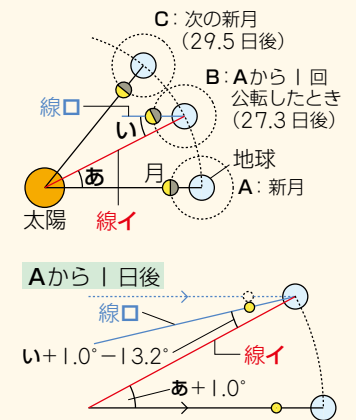 C：次の新月
（29.5 日後）
B：Aから1回
公転したとき
（27.3 日後）
線ロ
い
あ
月
地球
A：新月
太陽
線イ
Aから1日後
線ロ
い＋1.0°－13.2°
線イ
あ＋1.0°